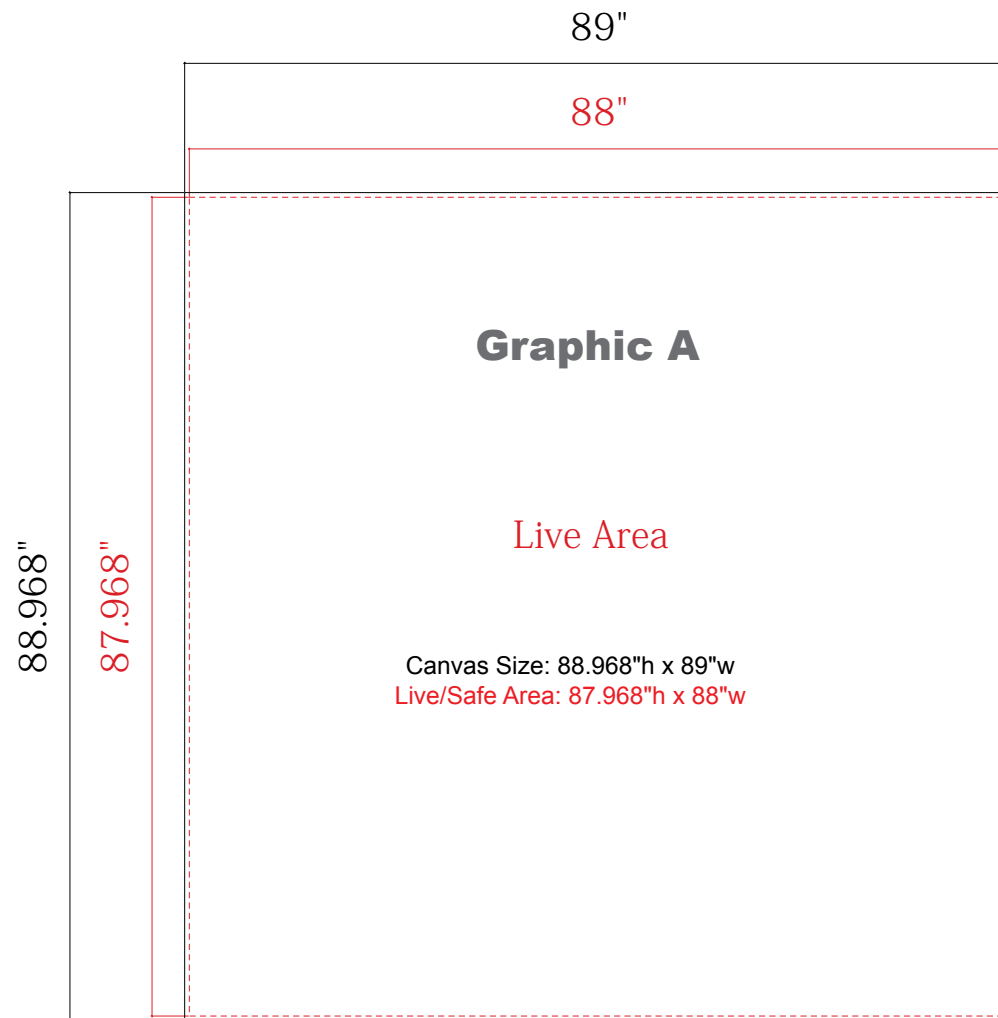 89"
88"
Graphic A
Live Area
88.968"
87.968"
Canvas Size: 88.968"h x 89"w
Live/Safe Area: 87.968"h x 88"w